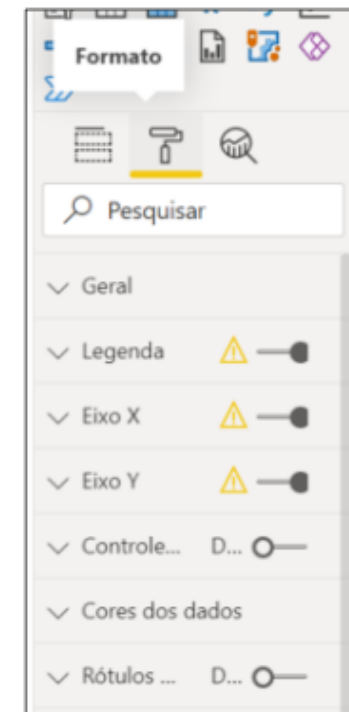 Formato
Pesquisar
Geral
Legenda
Eixo X
Eixo Y
Controle... D...
Cores dos dados
Rótulos ... D...